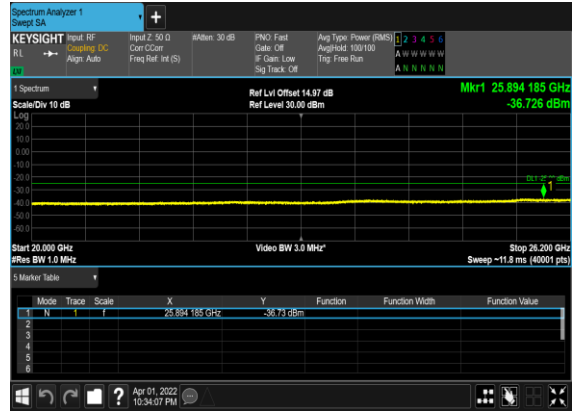 Spectrum Analyzer 1
Swept SA
+
KEYSIGHT Input: RF Input Z: 50 Ω #Atten: 30 dB PNO: Fast Avg Type: Power (RMS) 1 2 3 4 5 6
RL Coupling: DC Corr CCorr Gate: Off Avg|Hold: 100/100 A W W W W W
Align: Auto Freq Ref: Int (S) IF Gain: Low Trig: Free Run
Sig Track: Off A N N N N N
1 Spectrum
Ref Lvl Offset 14.97 dB Mkr1 25.894 185 GHz
Scale/Div 10 dB Ref Level 30.00 dBm -36.726 dBm
Log
20.0
10.0
0.00
-10.0
-20.0
-30.0
-40.0
-50.0
-60.0
1
Start 20.000 GHz Video BW 3.0 MHz* Stop 26.200 GHz
#Res BW 1.0 MHz Sweep ~11.8 ms (40001 pts)
5 Marker Table
Mode Trace Scale X Y Function Function Width Function Value
1 N 1 f 25.894 185 GHz -36.73 dBm
2
3
4
5
6
? Apr 01, 2022
10:34:07 PM